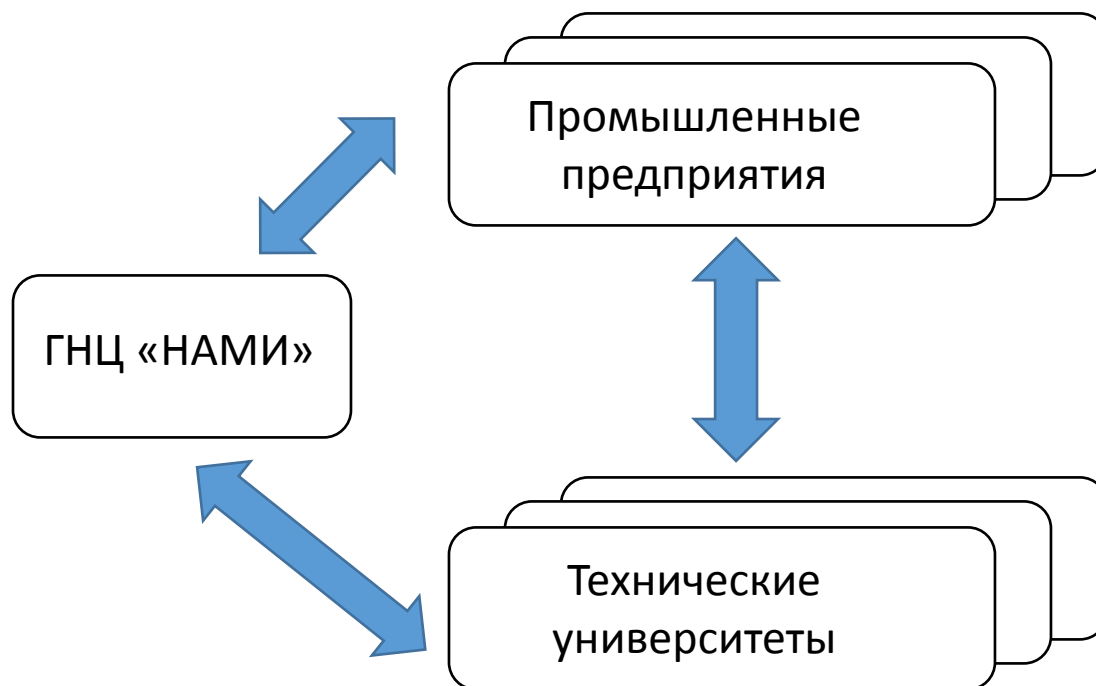 Промышленные
предприятия
ГНЦ «НАМИ»
Технические
университеты